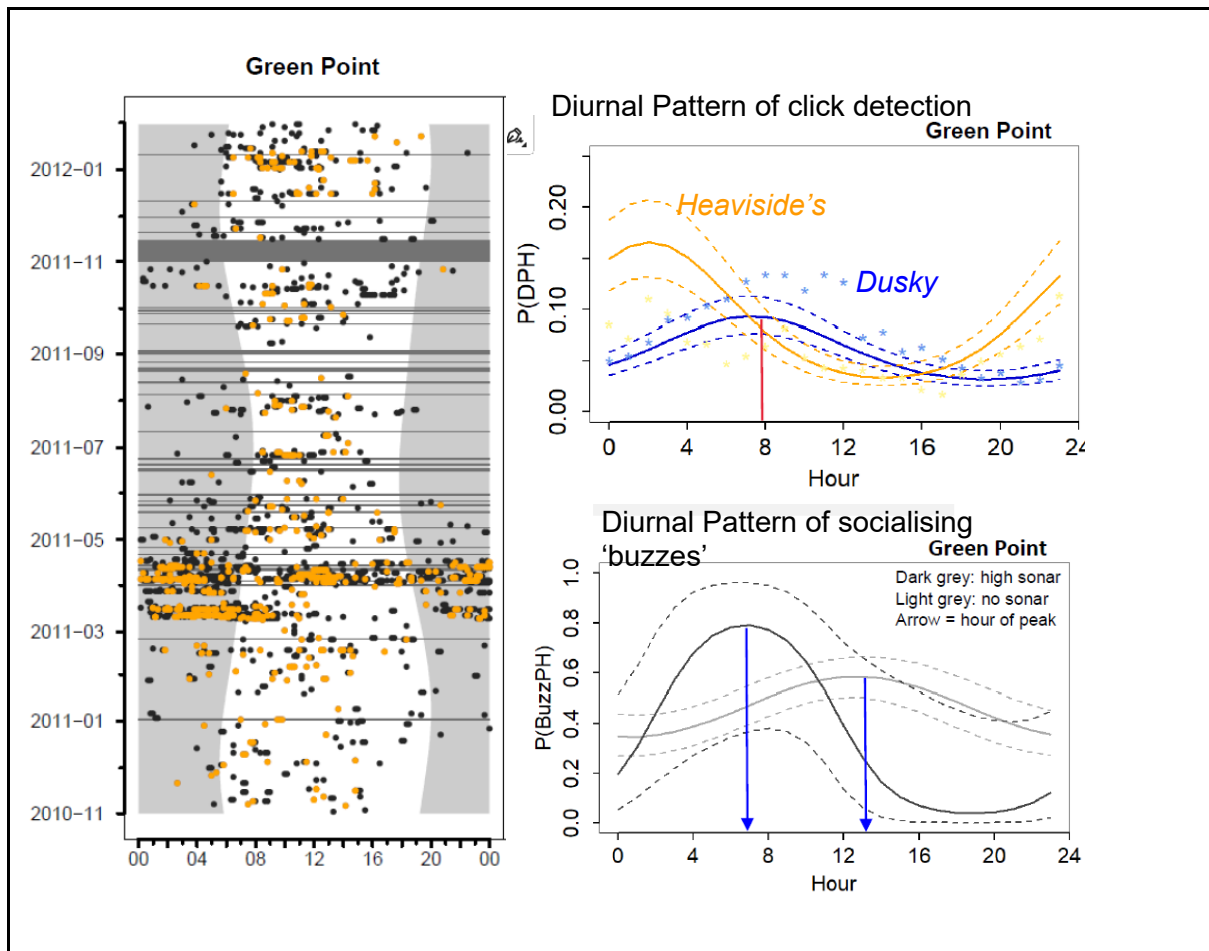 Green Point
2012-01
2011-11
2011-09
2011-07
2011-05
2011-03
2011-01
2010-11
00 04 08 12 16 20 00
Diurnal Pattern of click detection
Green Point
Heaviside's
Dusky
P(DPH)
0.20
0.10
0.00
0 4 8 12 16 20 24
Hour
Diurnal Pattern of socialising
'buzzes'
Green Point
Dark grey: high sonar
Light grey: no sonar
Arrow = hour of peak
P(BuzzPH)
1.0
0.8
0.6
0.4
0.2
0.0
0 4 8 12 16 20 24
Hour